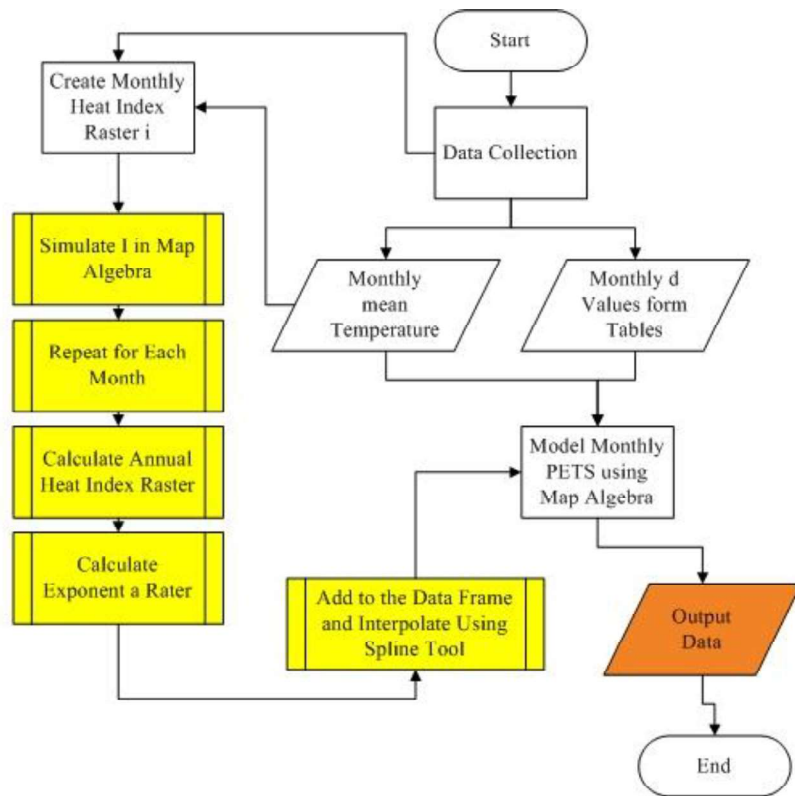 Start
Data Collection
Create Monthly
Heat Index
Raster i
Simulate I in Map
Algebra
Repeat for Each
Month
Calculate Annual
Heat Index Raster
Calculate
Exponent a Rater
Monthly
mean
Temperature
Monthly d
Values form
Tables
Add to the Data Frame
and Interpolate Using
Spline Tool
Model Monthly
PETS using
Map Algebra
Output
Data
End